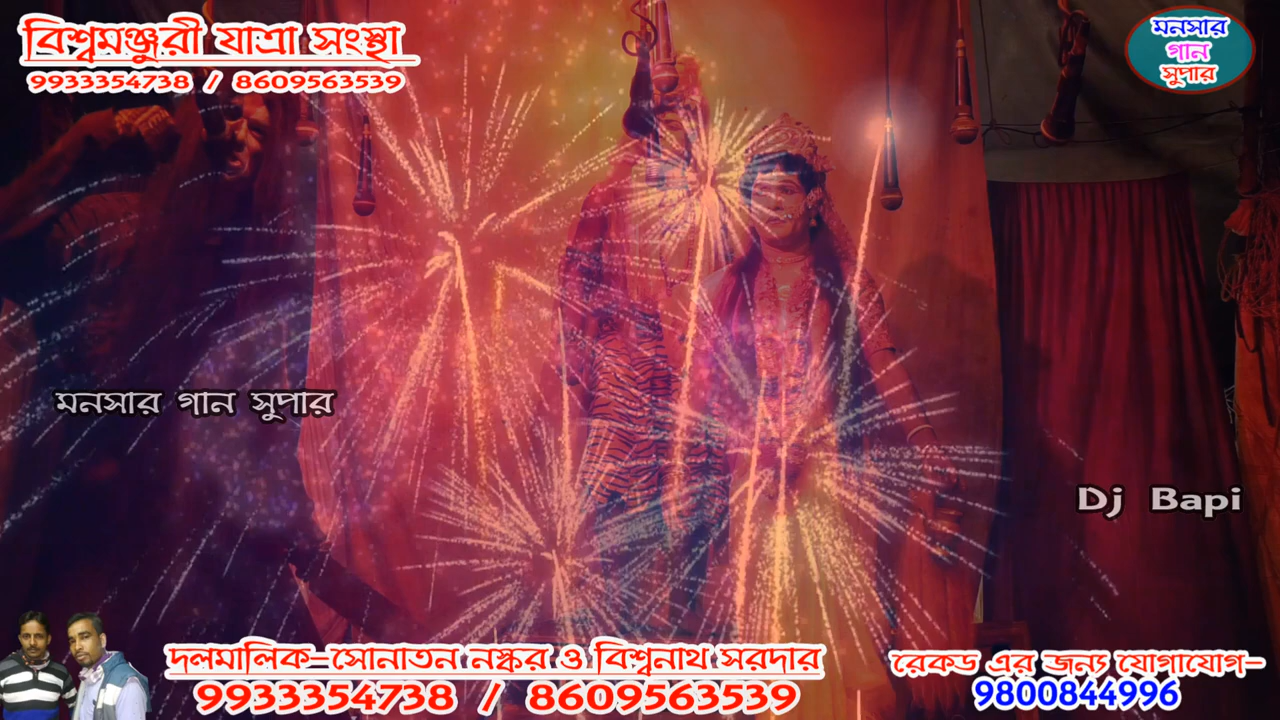 বিশ্বমঞ্জুরী যাত্রা সংস্থা
9933354738 / 8609563539
মনসার
গান
সুপার
মনসার গান সুপার
Dj Bapi
দলমালিক-সোনাতন নস্কর ও বিশ্বনাথ সরদার
9933354738 / 8609563539
রেকড এর জন্য যোগাযোগ-
9800844996